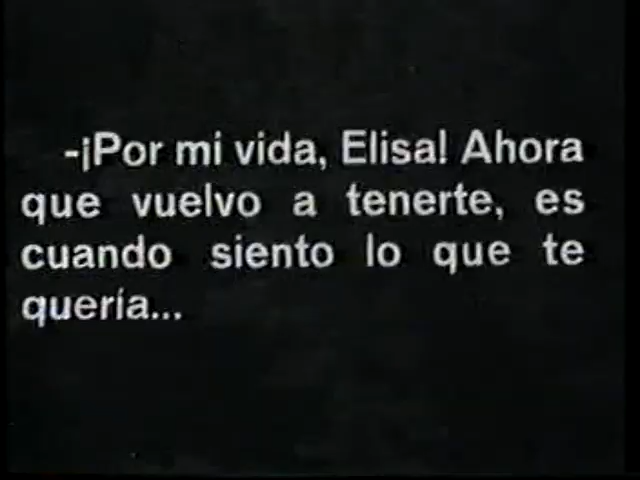 -¡Por mi vida, Elisa! Ahora
que vuelvo a tenerte, es
cuando siento lo que te
quería...